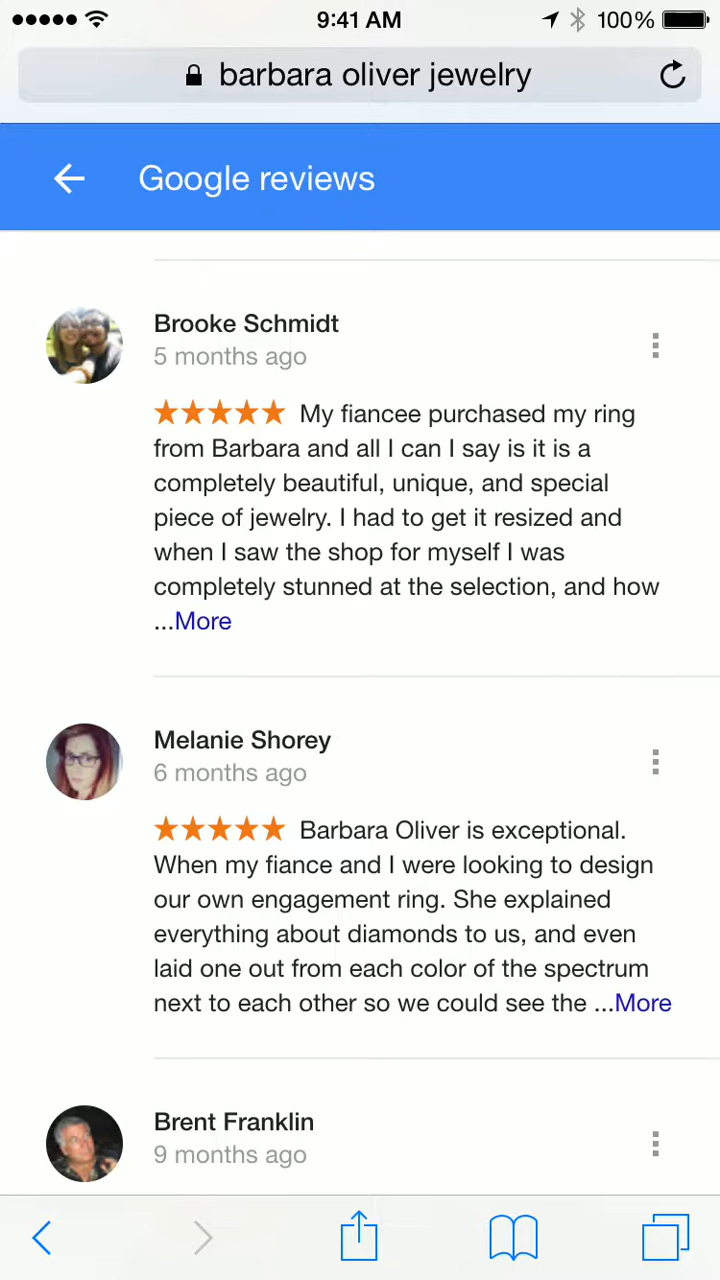 9:41 AM
100%
barbara oliver jewelry
Google reviews
Brooke Schmidt
5 months ago
My fiancee purchased my ring
from Barbara and all I can I say is it is a
completely beautiful, unique, and special
piece of jewelry. I had to get it resized and
when I saw the shop for myself I was
completely stunned at the selection, and how
...More
Melanie Shorey
6 months ago
Barbara Oliver is exceptional.
When my fiance and I were looking to design
our own engagement ring. She explained
everything about diamonds to us, and even
laid one out from each color of the spectrum
next to each other so we could see the ...More
Brent Franklin
9 months ago